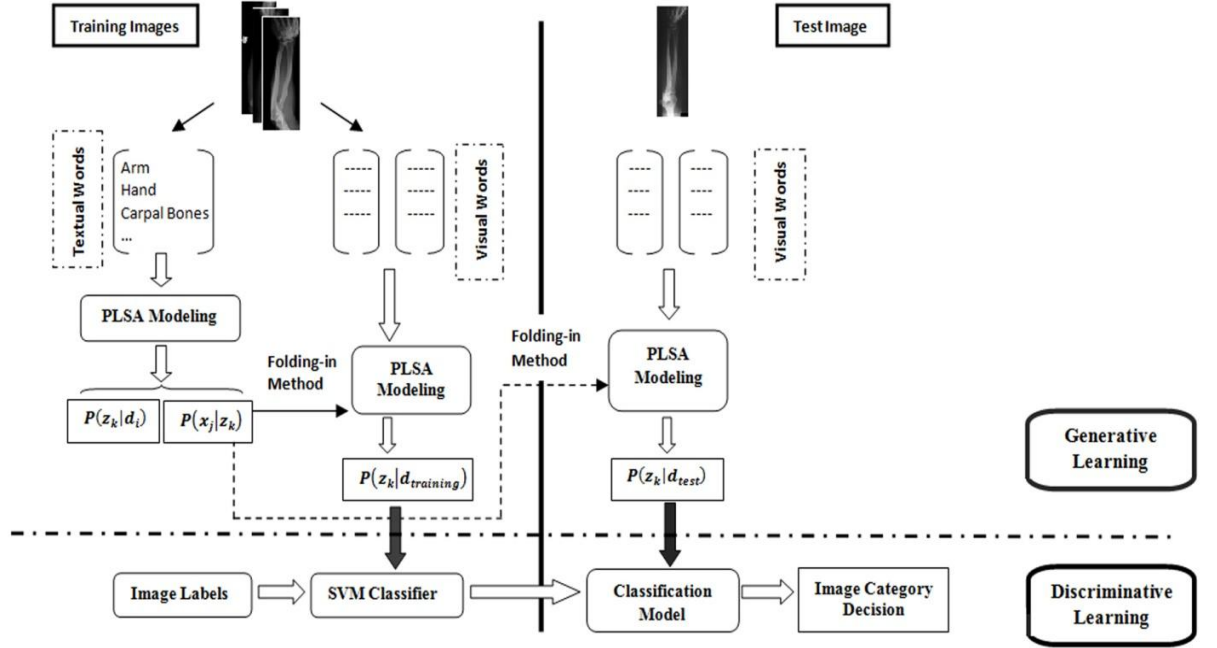 Training Images
Test Image
Textual Words
Arm
Hand
Carpal Bones
...
-----
-----
-----
-----
-----
-----
Visual Words
-----
-----
-----
-----
-----
-----
Visual Words
PLSA Modeling
Folding-in
Method
PLSA
Modeling
Folding-in
Method
PLSA
Modeling
P(z_k|d_i)
P(x_j|z_k)
P(z_k|d_training)
P(z_k|d_test)
Generative
Learning
Image Labels
SVM Classifier
Classification
Model
Image Category
Decision
Discriminative
Learning